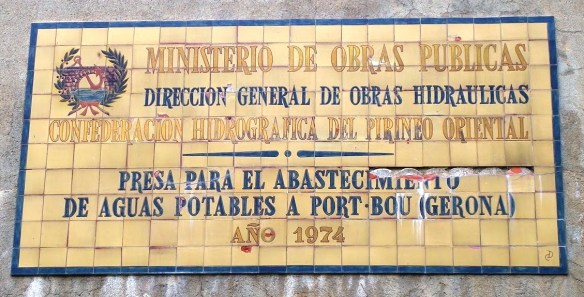 MINISTERIO DE OBRAS PUBLICAS
DIRECCION GENERAL DE OBRAS HIDRAULICAS
CONFEDERACIÓN HIDROGRAFICA DEL PIRINEO ORIENTAL
PRESA PARA EL ABASTECIMIENTO
DE AGUAS POTABLES A PORT-BOU (GERONA)
AÑO 1974